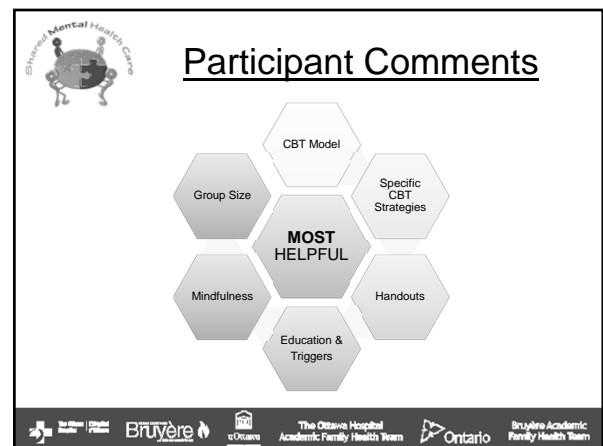 Shared Mental Health Care
Participant Comments
CBT Model
Specific
CBT
Strategies
Group Size
MOST
HELPFUL
Mindfulness
Handouts
Education &
Triggers
Bruyère
uOttawa
The Ottawa Hospital
Academic Family Health Team
Ontario
Bruyère Academic
Family Health Team